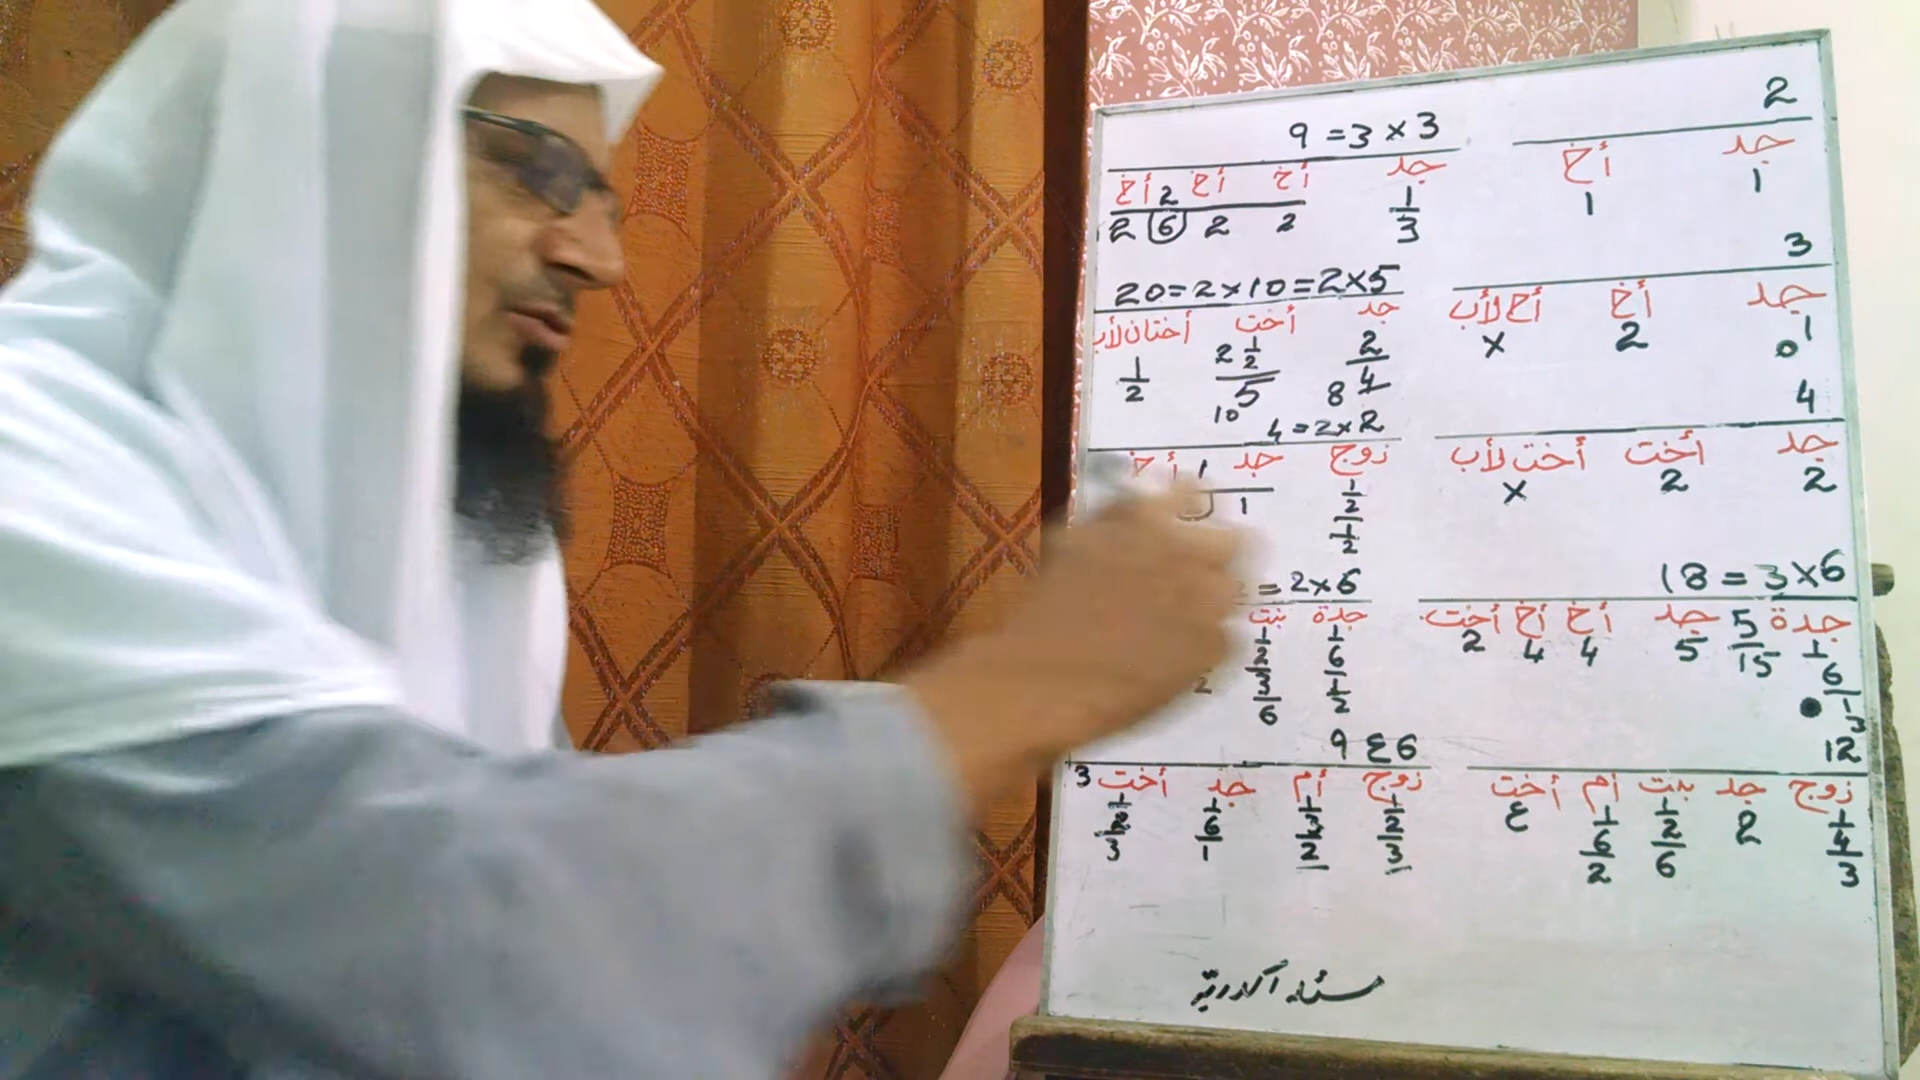 2
جد أخ
1 1
3
جد أخ أخ لأب
1 2 x
0
4
جد أخت أخت لأب
2 2 x
18 = 3 x 6
جدة 5 جد أخ أخ أخت
1/6 15 5 4 4 2
1/3
12
زوج جد بنت أم أخت
1/4 2 1/2 1/6 ع
3 6 2
9 = 3 x 3
جد أخ أخ 2 أخ
1/3 2 2 6 2
20 = 2 x 10 = 2 x 5
جد أخت أختان لأب
2 2 1/2 1/2
4 5
8 10
4 = 2 x 2
زوج جد 1
1/2 1
1/2
= 2 x 6
جدة بنت
1/6 1/2
1/2 3 2
6
6 ع 9
زوج أم جد أخت 3
1/2 1/6
3 2 1 3
مسئلة اكدرية